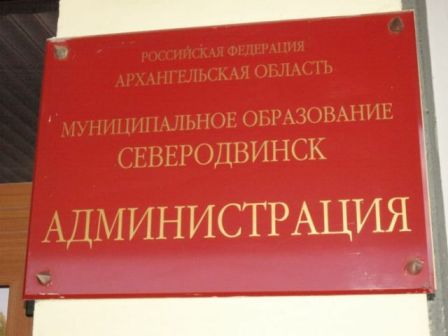 РОССИЙСКАЯ ФЕДЕРАЦИЯ
АРХАНГЕЛЬСКАЯ ОБЛАСТЬ
МУНИЦИПАЛЬНОЕ ОБРАЗОВАНИЕ
СЕВЕРОДВИНСК
АДМИНИСТРАЦИЯ